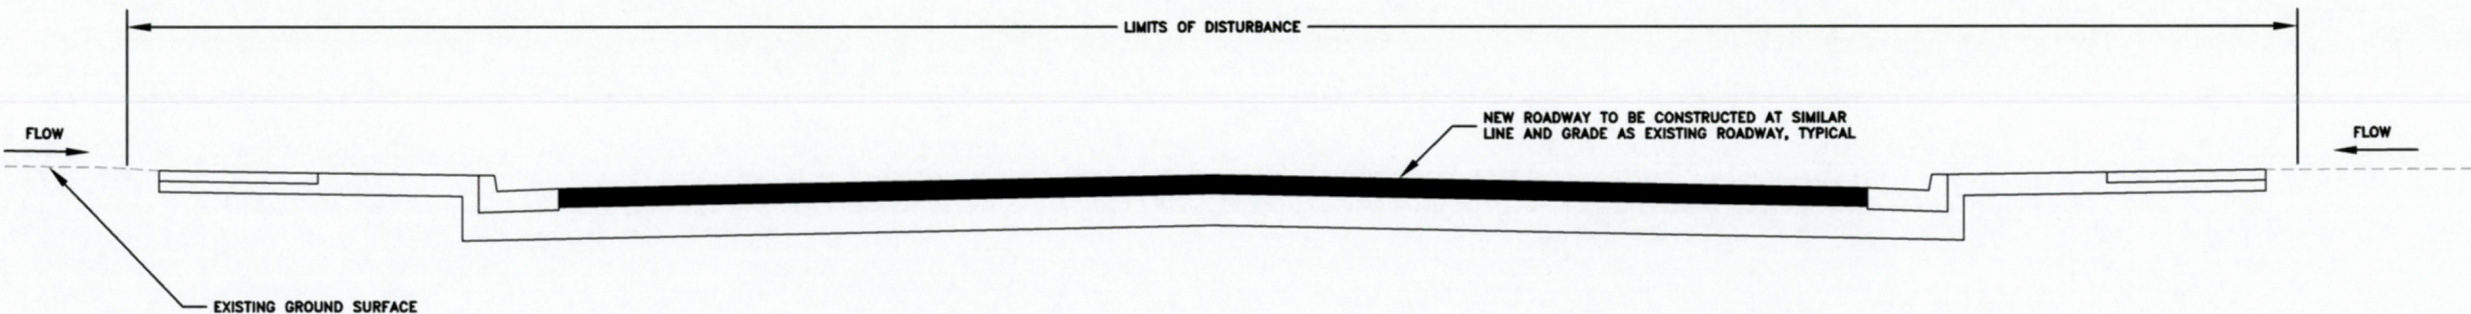 LIMITS OF DISTURBANCE
NEW ROADWAY TO BE CONSTRUCTED AT SIMILAR
LINE AND GRADE AS EXISTING ROADWAY, TYPICAL
FLOW
FLOW
EXISTING GROUND SURFACE